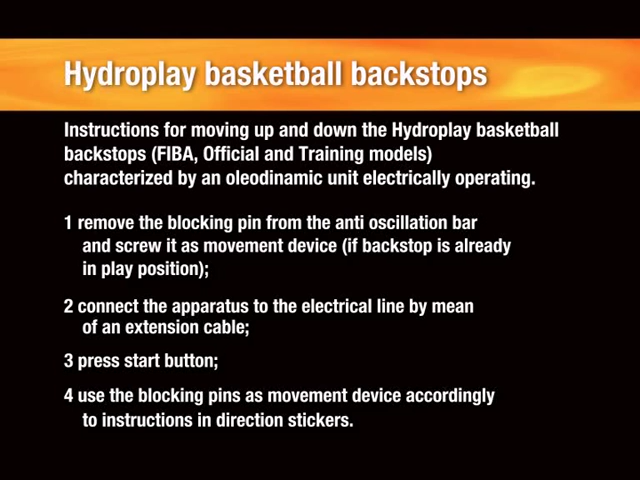 Hydroplay basketball backstops
Instructions for moving up and down the Hydroplay basketball
backstops (FIBA, Official and Training models)
characterized by an oleodinamic unit electrically operating.
1 remove the blocking pin from the anti oscillation bar
and screw it as movement device (if backstop is already
in play position);
2 connect the apparatus to the electrical line by mean
of an extension cable;
3 press start button;
4 use the blocking pins as movement device accordingly
to instructions in direction stickers.